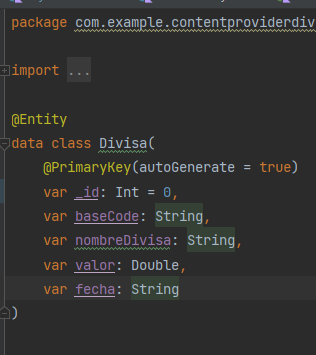 package com.example.contentproviderdiv
import ...
@Entity
data class Divisa(
@PrimaryKey(autoGenerate = true)
var _id: Int = 0,
var baseCode: String,
var nombreDivisa: String,
var valor: Double,
var fecha: String
)